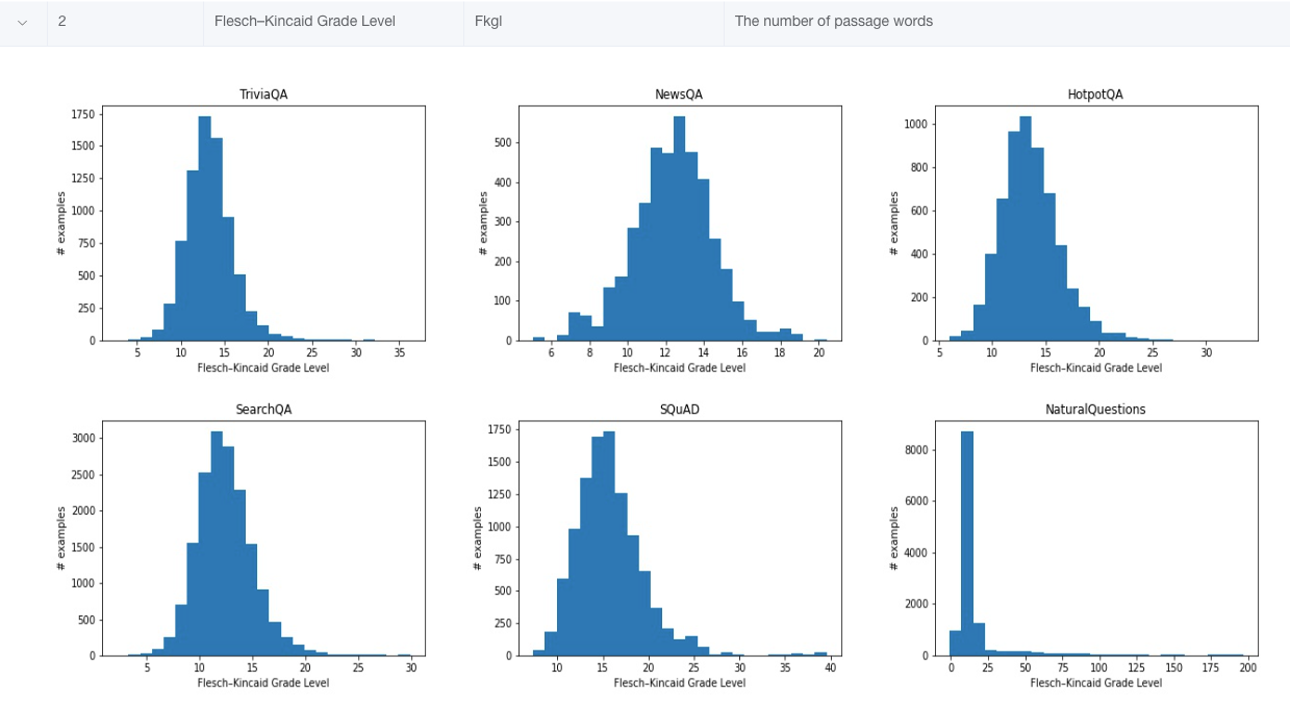 2 Flesch–Kincaid Grade Level Fkgl The number of passage words
TriviaQA
1750
1500
1250
1000
750
500
250
0
# examples
5 10 15 20 25 30 35
Flesch–Kincaid Grade Level
NewsQA
500
400
300
200
100
0
# examples
6 8 10 12 14 16 18 20
Flesch–Kincaid Grade Level
HotpotQA
1000
800
600
400
200
0
# examples
5 10 15 20 25 30
Flesch–Kincaid Grade Level
SearchQA
3000
2500
2000
1500
1000
500
0
# examples
5 10 15 20 25 30
Flesch–Kincaid Grade Level
SQuAD
1750
1500
1250
1000
750
500
250
0
# examples
10 15 20 25 30 35 40
Flesch–Kincaid Grade Level
NaturalQuestions
8000
6000
4000
2000
0
# examples
0 25 50 75 100 125 150 175 200
Flesch–Kincaid Grade Level